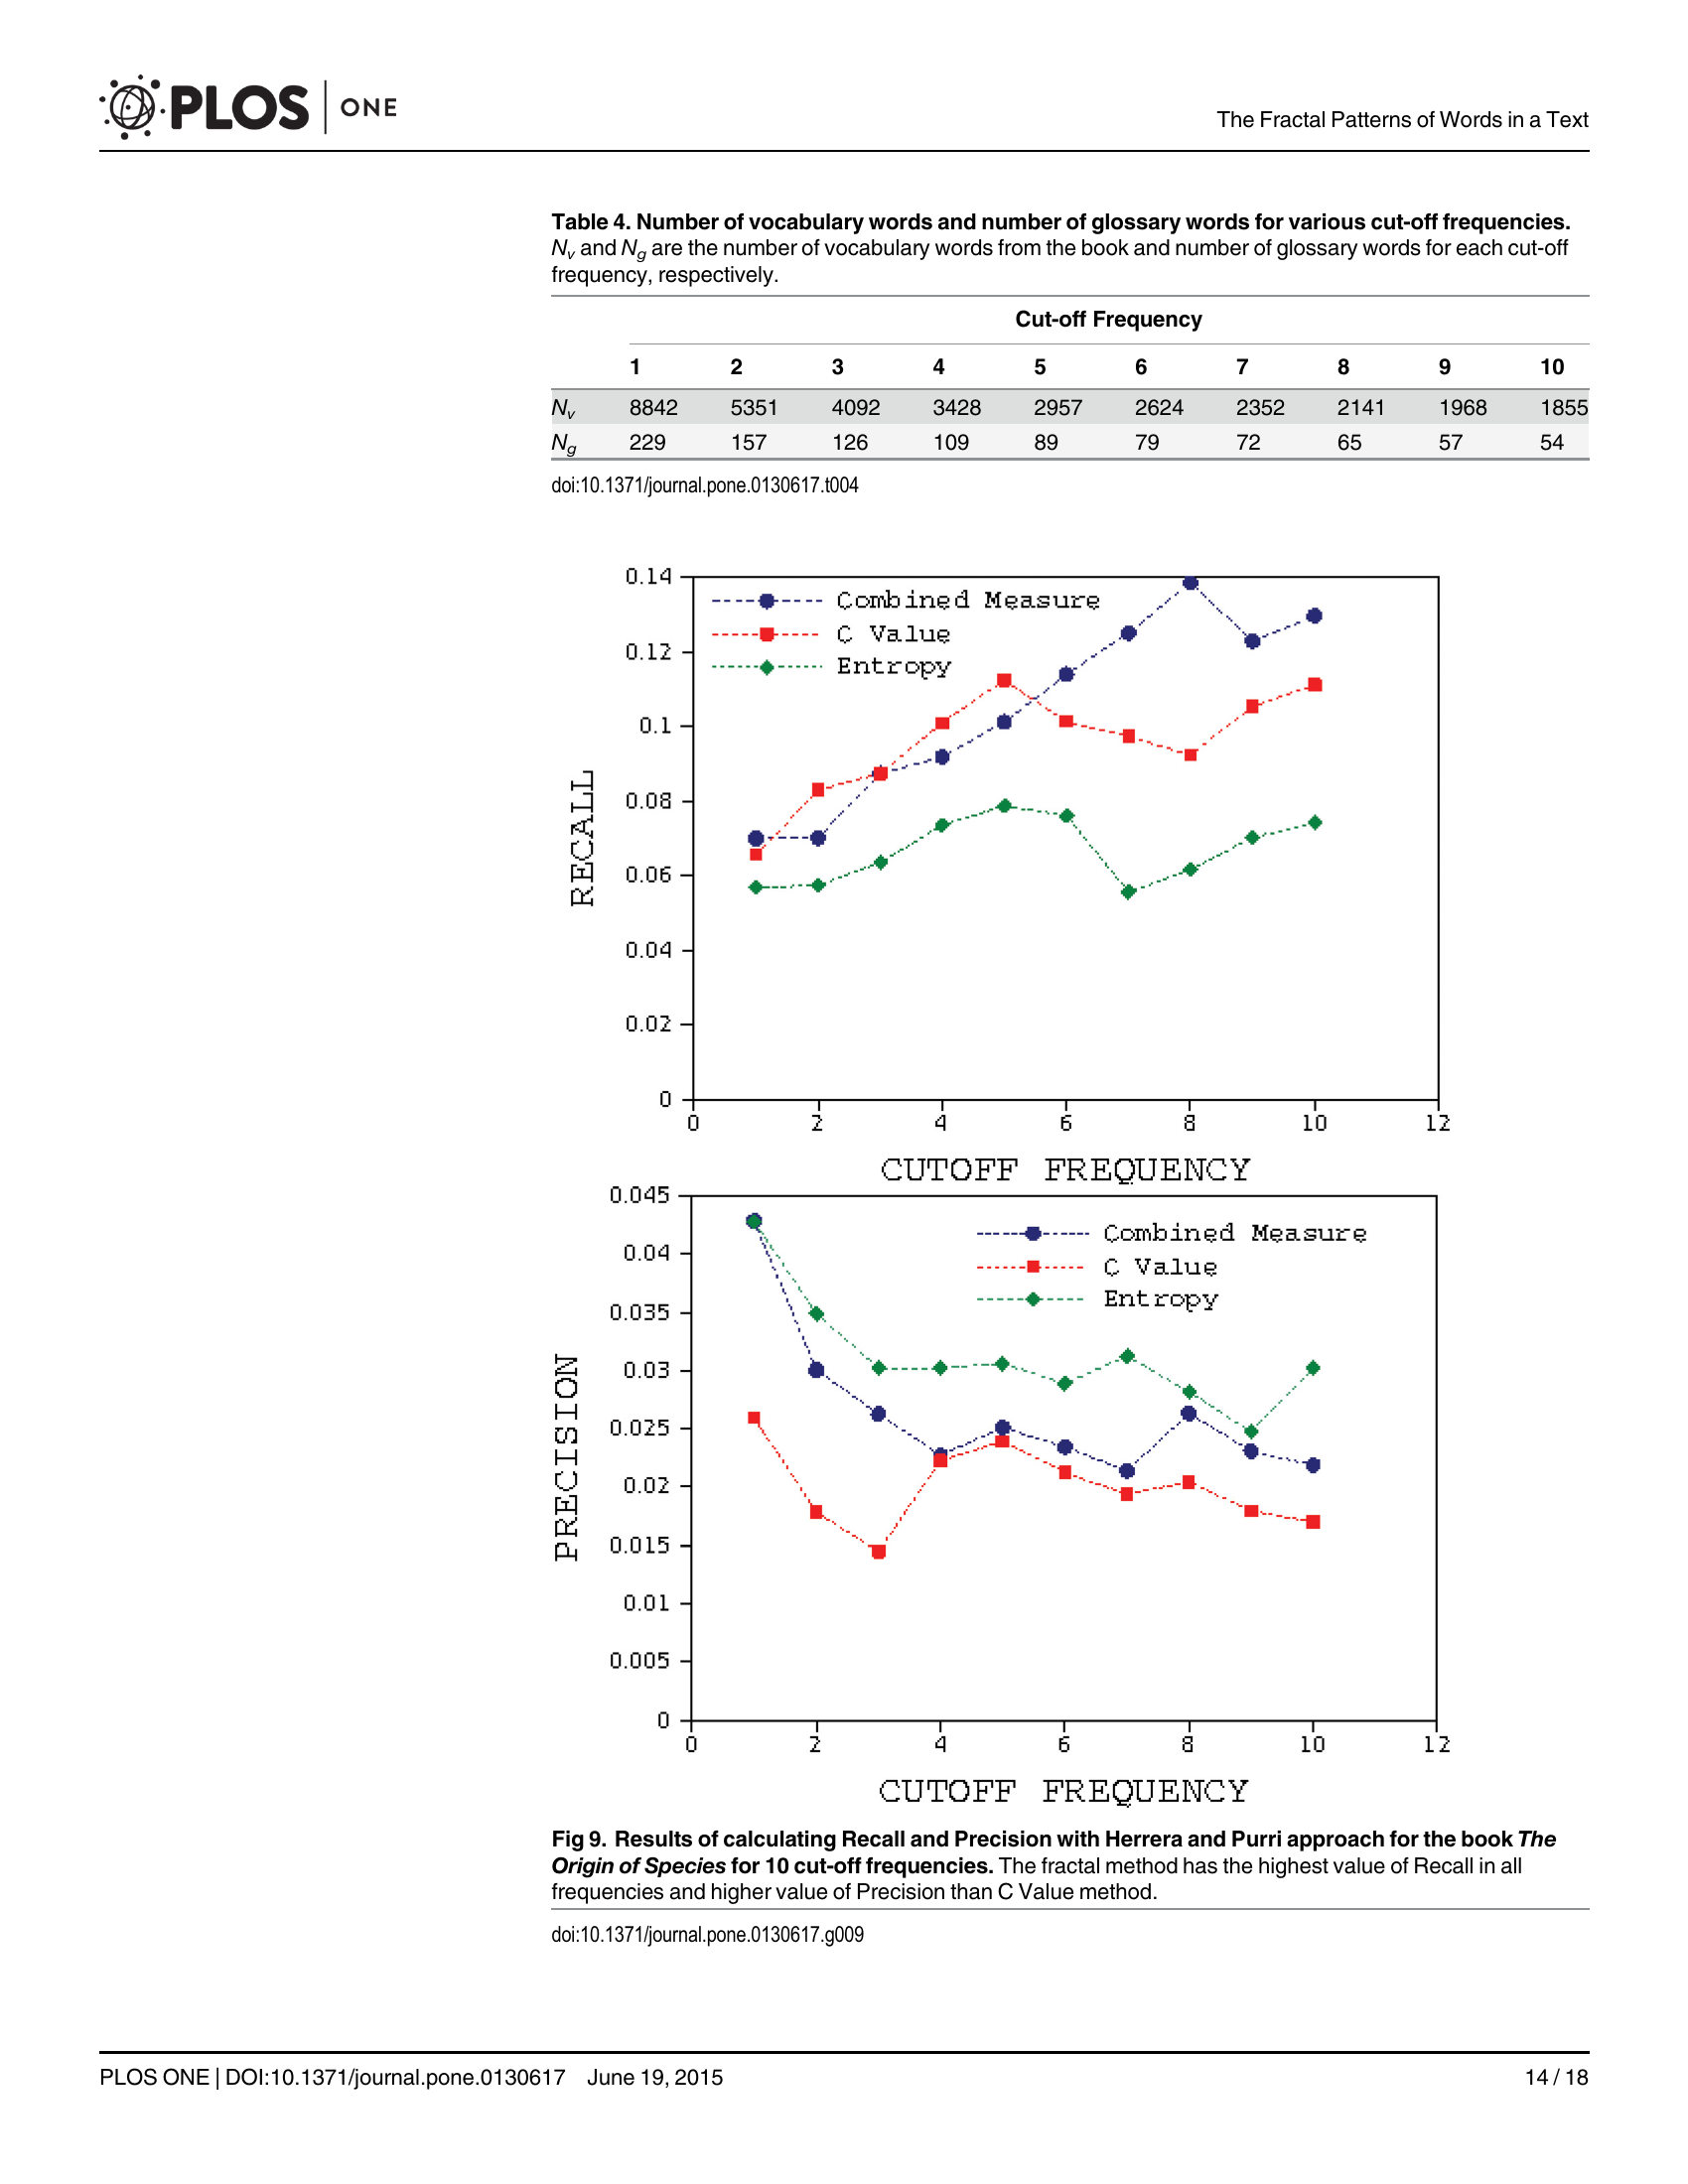 PLOS | ONE
The Fractal Patterns of Words in a Text
Table 4. Number of vocabulary words and number of glossary words for various cut-off frequencies.
Nv and Ng are the number of vocabulary words from the book and number of glossary words for each cut-off
frequency, respectively.
Cut-off Frequency
1 2 3 4 5 6 7 8 9 10
Nv 8842 5351 4092 3428 2957 2624 2352 2141 1968 1855
Ng 229 157 126 109 89 79 72 65 57 54
doi:10.1371/journal.pone.0130617.t004
0.14
0.12
0.1
0.08
0.06
0.04
0.02
0
RECALL
Combined Measure
C Value
Entropy
0 2 4 6 8 10 12
CUTOFF FREQUENCY
0.045
0.04
0.035
0.03
0.025
0.02
0.015
0.01
0.005
0
PRECISION
Combined Measure
C Value
Entropy
0 2 4 6 8 10 12
CUTOFF FREQUENCY
Fig 9. Results of calculating Recall and Precision with Herrera and Purri approach for the book The
Origin of Species for 10 cut-off frequencies. The fractal method has the highest value of Recall in all
frequencies and higher value of Precision than C Value method.
doi:10.1371/journal.pone.0130617.g009
PLOS ONE | DOI:10.1371/journal.pone.0130617 June 19, 2015
14 / 18